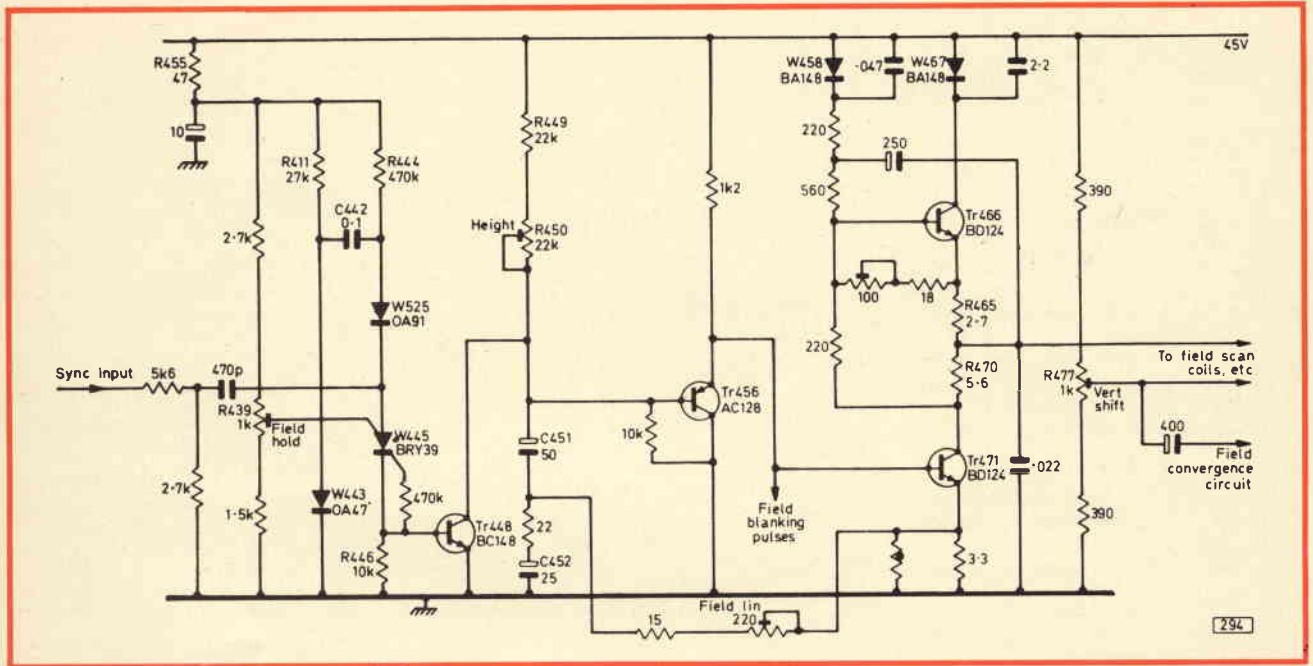 45V
R455
47
10
R411
27k
R444
470k
C442
0·1
2·7k
W525
OA91
Sync Input
5k6
470p
R439
1k
Field
hold
W445
BRY39
2·7k
1·5k
W443
OA47
470k
R446
10k
Tr448
BC148
R449
22k
Height
R450
22k
C451
50
22
C452
25
1k2
Tr456
AC128
10k
Field
blanking
pulses
15
Field lin
220
W458
BA148
·047
W467
BA148
2·2
220
250
560
Tr466
BD124
100
18
R465
2·7
220
R470
5·6
Tr471
BD124
3·3
·022
390
R477
1k
Vert
shift
390
To field scan
coils, etc
400
Field
convergence
circuit
294